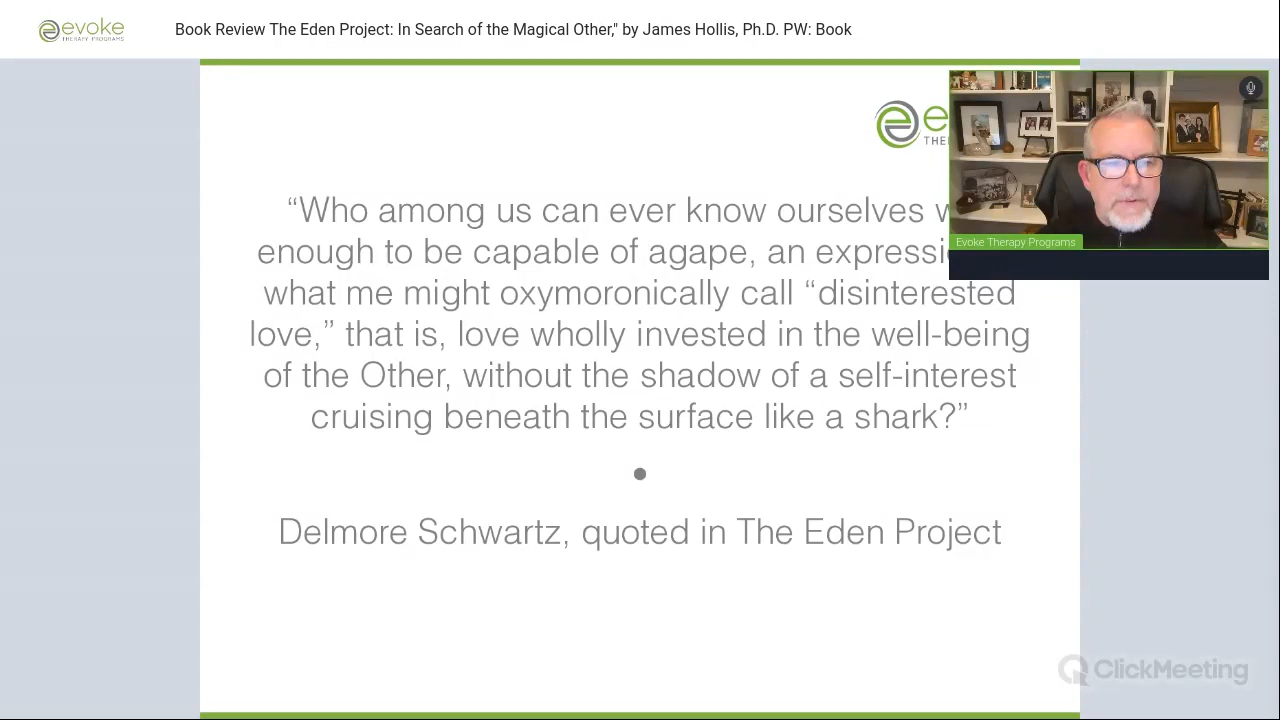 evoke
THERAPY PROGRAMS
Book Review The Eden Project: In Search of the Magical Other," by James Hollis, Ph.D. PW: Book
“Who among us can ever know ourselves
enough to be capable of agape, an
what me might oxymoronically call “disinterested
love,” that is, love wholly invested in the well-being
of the Other, without the shadow of a self-interest
cruising beneath the surface like a shark?”
Delmore Schwartz, quoted in The Eden Project
Evoke Therapy Programs
ClickMeeting